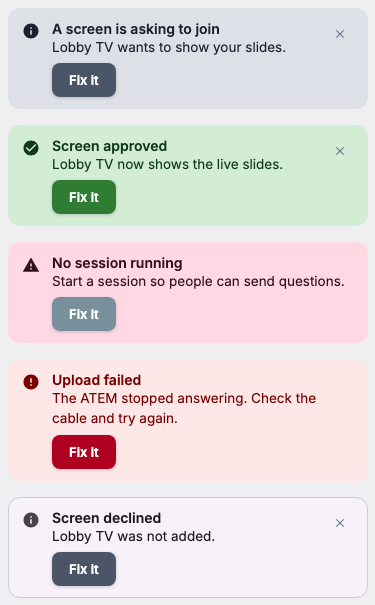 A screen is asking to join
Lobby TV wants to show your slides.
Fix it
Screen approved
Lobby TV now shows the live slides.
Fix it
No session running
Start a session so people can send questions.
Fix it
Upload failed
The ATEM stopped answering. Check the
cable and try again.
Fix it
Screen declined
Lobby TV was not added.
Fix it